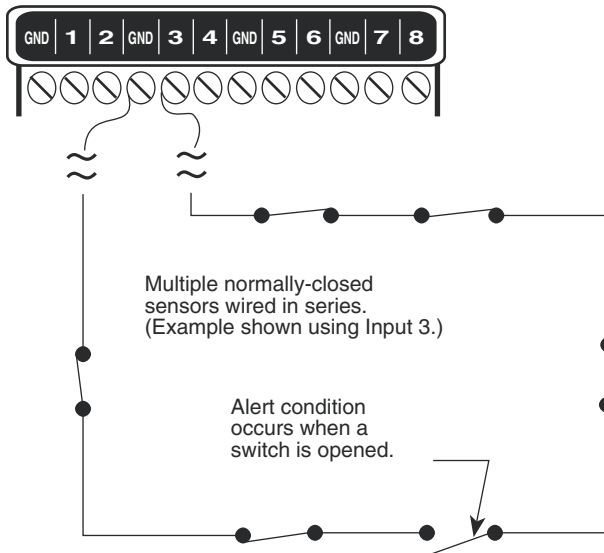 GND 1 2 GND 3 4 GND 5 6 GND 7 8
Multiple normally-closed
sensors wired in series.
(Example shown using Input 3.)
Alert condition
occurs when a
switch is opened.